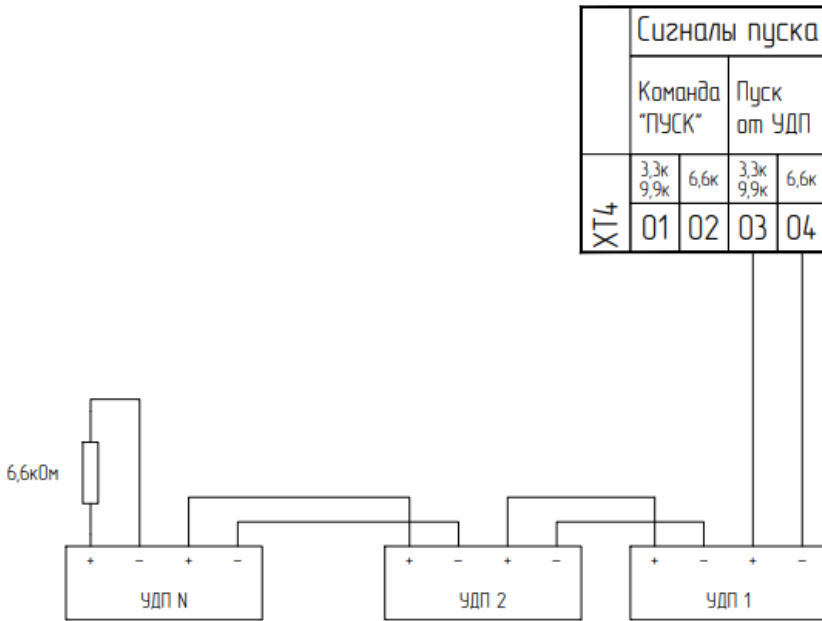 Сигналы пуска
Команда
"ПУСК"
Пуск
от УДП
3,3к
9,9к
6,6к
3,3к
9,9к
6,6к
ХТ4
01
02
03
04
6,6кОм
+ − + −
+ − + −
+ − + −
УДП N
УДП 2
УДП 1